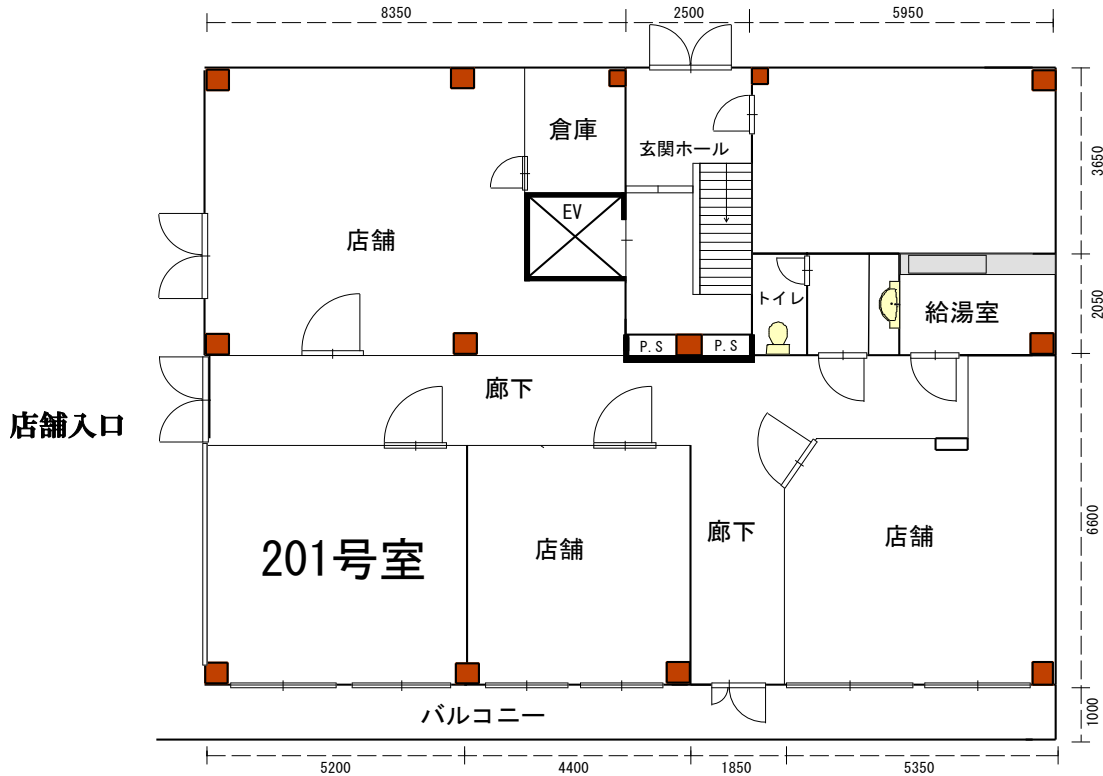 8350
2500
5950
倉庫
玄関ホール
3650
EV
店舗
トイレ
給湯室
2050
P.S
P.S
廊下
店舗入口
201号室
店舗
廊下
店舗
6600
バルコニー
1000
5200
4400
1850
5350